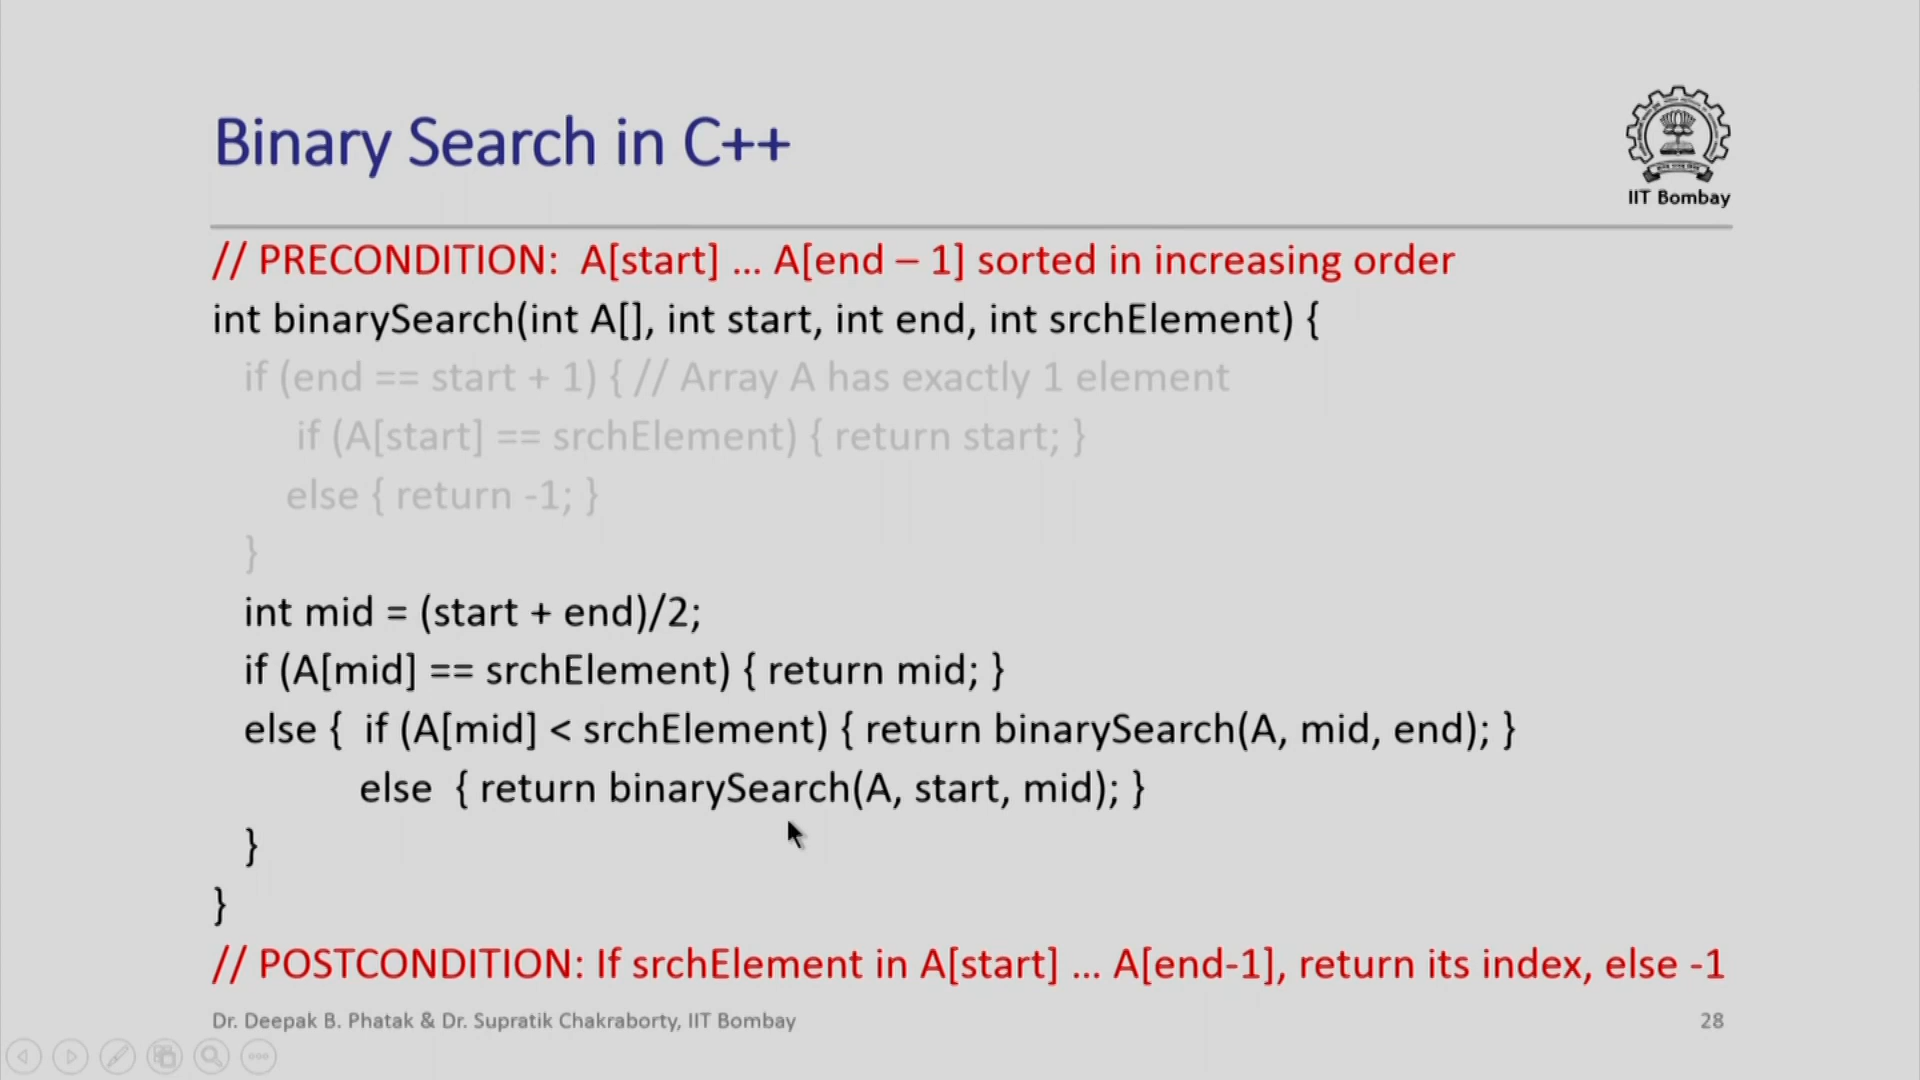 Binary Search in C++
IIT Bombay
// PRECONDITION:  A[start] … A[end – 1] sorted in increasing order
int binarySearch(int A[], int start, int end, int srchElement) {
if (end == start + 1) { // Array A has exactly 1 element
if (A[start] == srchElement) { return start; }
else { return -1; }
}
int mid = (start + end)/2;
if (A[mid] == srchElement) { return mid; }
else {  if (A[mid] < srchElement) { return binarySearch(A, mid, end); }
else  { return binarySearch(A, start, mid); }
}
}
// POSTCONDITION: If srchElement in A[start] … A[end-1], return its index, else -1
Dr. Deepak B. Phatak & Dr. Supratik Chakraborty, IIT Bombay
28